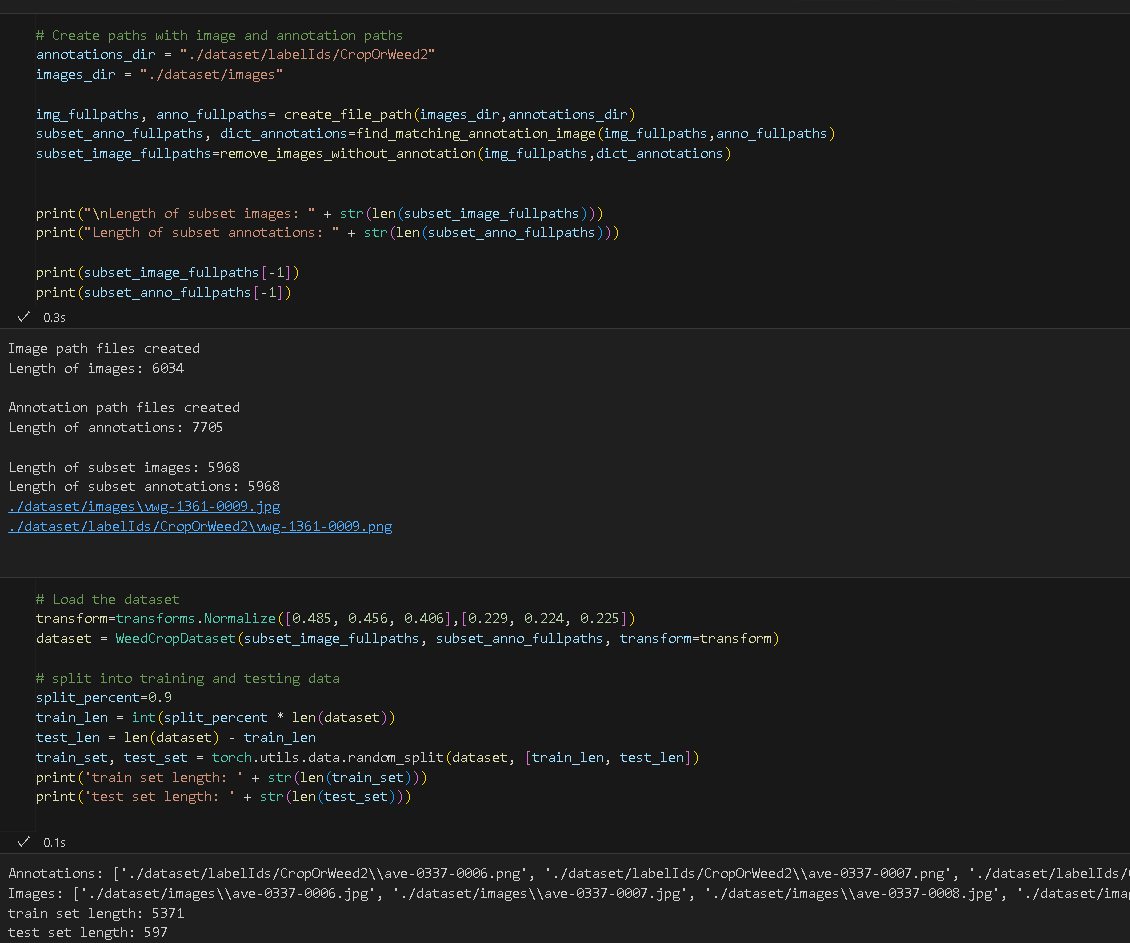 # Create paths with image and annotation paths
annotations_dir = "./dataset/labelIds/CropOrWeed2"
images_dir = "./dataset/images"
img_fullpaths, anno_fullpaths= create_file_path(images_dir,annotations_dir)
subset_anno_fullpaths, dict_annotations=find_matching_annotation_image(img_fullpaths,anno_fullpaths)
subset_image_fullpaths=remove_images_without_annotation(img_fullpaths,dict_annotations)
print("\nLength of subset images: " + str(len(subset_image_fullpaths)))
print("Length of subset annotations: " + str(len(subset_anno_fullpaths)))
print(subset_image_fullpaths[-1])
print(subset_anno_fullpaths[-1])
✓ 0.3s
Image path files created
Length of images: 6034
Annotation path files created
Length of annotations: 7705
Length of subset images: 5968
Length of subset annotations: 5968
./dataset/images\vwg-1361-0009.jpg
./dataset/labelIds/CropOrWeed2\vwg-1361-0009.png
# Load the dataset
transform=transforms.Normalize([0.485, 0.456, 0.406],[0.229, 0.224, 0.225])
dataset = WeedCropDataset(subset_image_fullpaths, subset_anno_fullpaths, transform=transform)
# split into training and testing data
split_percent=0.9
train_len = int(split_percent * len(dataset))
test_len = len(dataset) - train_len
train_set, test_set = torch.utils.data.random_split(dataset, [train_len, test_len])
print('train set length: ' + str(len(train_set)))
print('test set length: ' + str(len(test_set)))
✓ 0.1s
Annotations: ['./dataset/labelIds/CropOrWeed2\\ave-0337-0006.png', './dataset/labelIds/CropOrWeed2\\ave-0337-0007.png', './dataset/labelIds/
Images: ['./dataset/images\\ave-0337-0006.jpg', './dataset/images\\ave-0337-0007.jpg', './dataset/images\\ave-0337-0008.jpg', './dataset/ima
train set length: 5371
test set length: 597